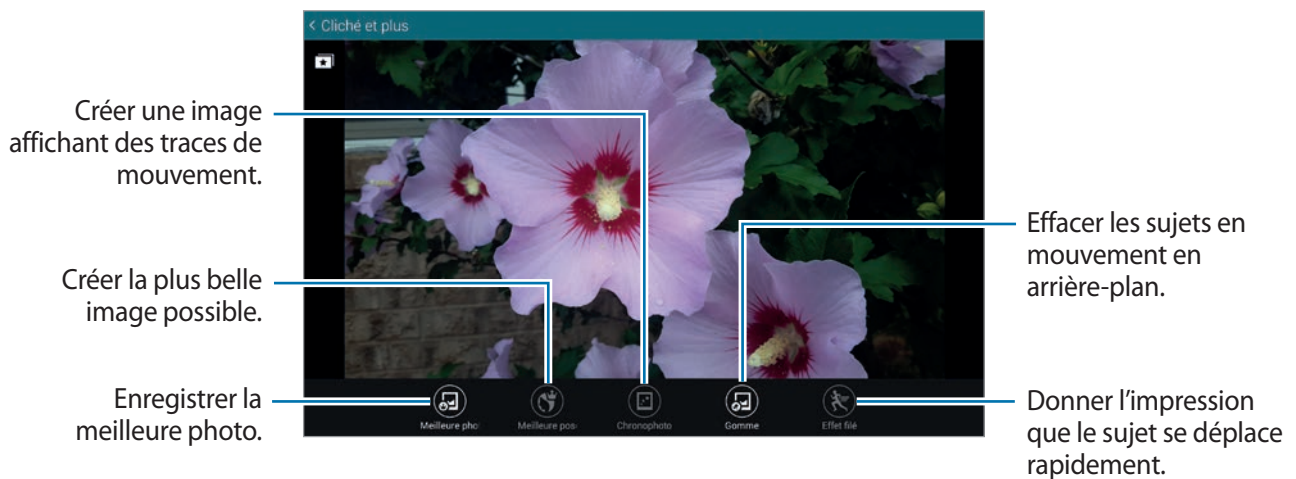 < Cliché et plus
Créer une image
affichant des traces de
mouvement.
Créer la plus belle
image possible.
Enregistrer la
meilleure photo.
Effacer les sujets en
mouvement en
arrière-plan.
Donner l'impression
que le sujet se déplace
rapidement.
Meilleure pho
Meilleure pos
Chronophoto
Gomme
Effet filé